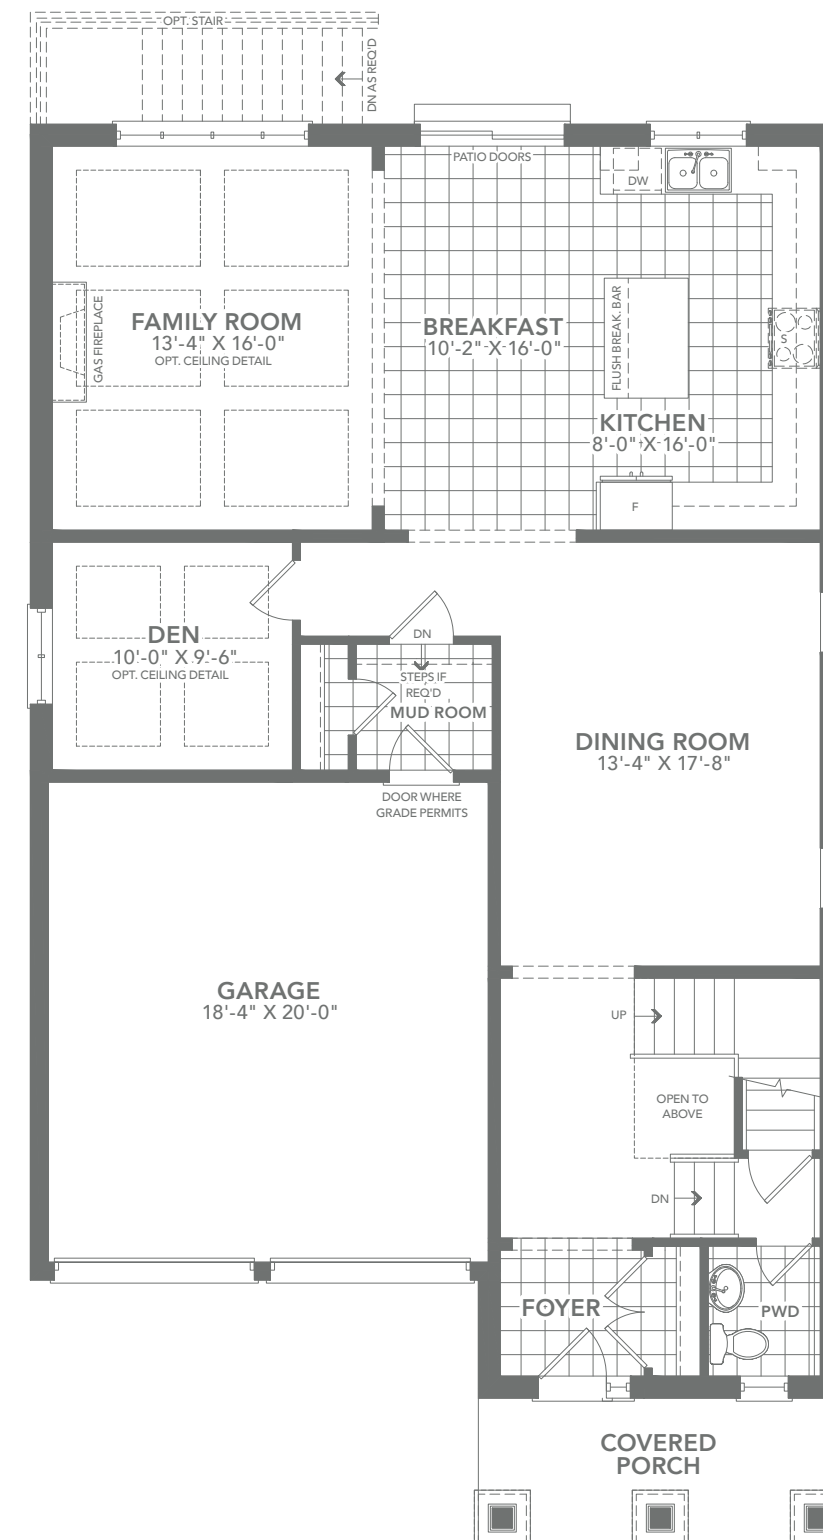 OPT. STAIR
DN AS REQ'D
PATIO DOORS
DW
GAS FIREPLACE
FAMILY ROOM
13'-4" X 16'-0"
OPT. CEILING DETAIL
BREAKFAST
10'-2" X 16'-0"
FLUSH BREAK. BAR
S
KITCHEN
8'-0" X 16'-0"
F
DEN
10'-0" X 9'-6"
OPT. CEILING DETAIL
DN
STEPS IF
REQ'D
MUD ROOM
DINING ROOM
13'-4" X 17'-8"
DOOR WHERE
GRADE PERMITS
GARAGE
18'-4" X 20'-0"
UP
OPEN TO
ABOVE
DN
FOYER
PWD
COVERED
PORCH